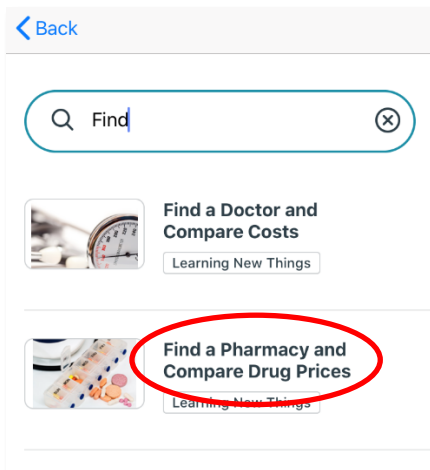 Back
Find
Find a Doctor and
Compare Costs
Learning New Things
Find a Pharmacy and
Compare Drug Prices
Learning New Things